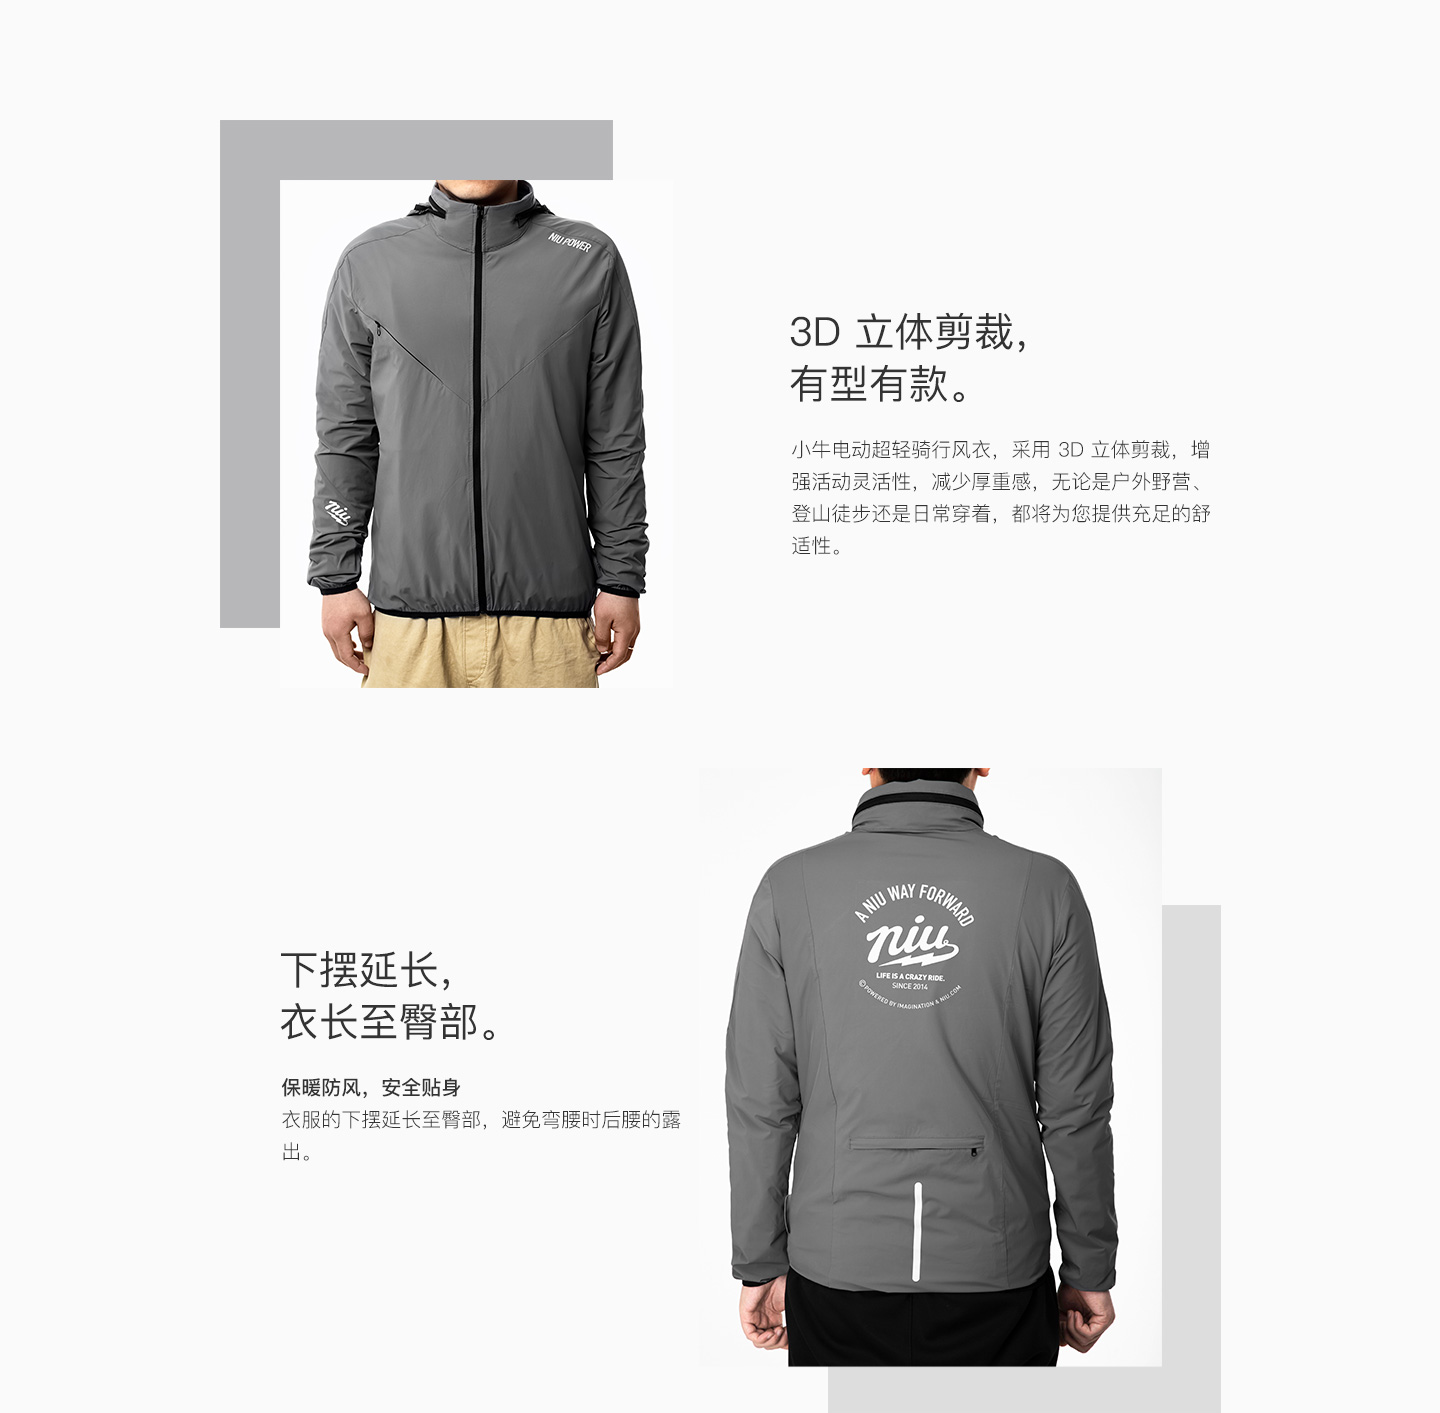 NIU POWER
niu
3D 立体剪裁，
有型有款。
小牛电动超轻骑行风衣，采用 3D 立体剪裁，增
强活动灵活性，减少厚重感，无论是户外野营、
登山徒步还是日常穿着，都将为您提供充足的舒
适性。
A NIU WAY FORWARD
niu
LIFE IS A CRAZY RIDE.
SINCE 2014
©POWERED BY IMAGINATION & NIU.COM
下摆延长，
衣长至臀部。
保暖防风，安全贴身
衣服的下摆延长至臀部，避免弯腰时后腰的露
出。